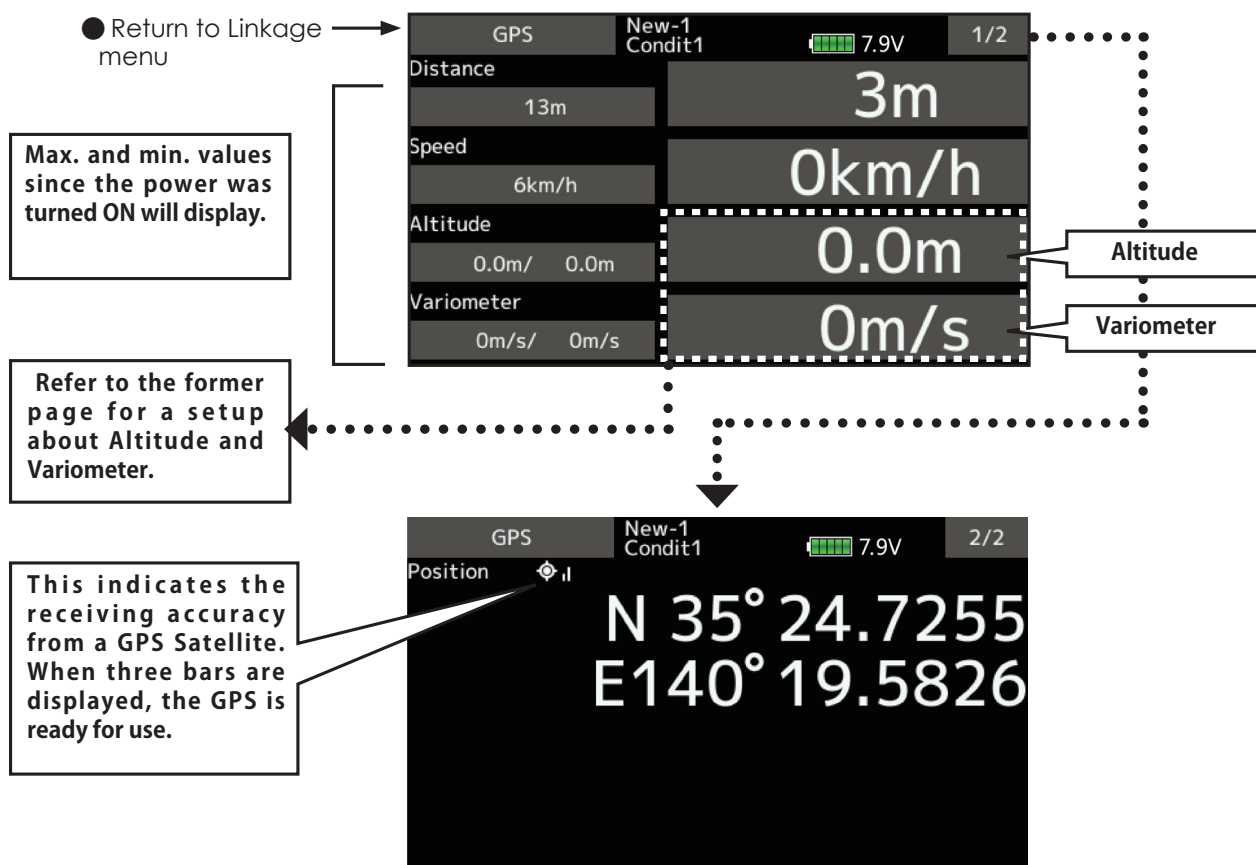 ● Return to Linkage
menu
GPS
New-1
Condit1
7.9V
1/2
Distance
13m
3m
Speed
6km/h
0km/h
Altitude
0.0m/ 0.0m
0.0m
Variometer
0m/s/ 0m/s
0m/s
Max. and min. values
since the power was
turned ON will display.
Altitude
Variometer
Refer to the former
page for a setup
about Altitude and
Variometer.
GPS
New-1
Condit1
7.9V
2/2
Position
N 35° 24.7255
E140° 19.5826
This indicates the
receiving accuracy
from a GPS Satellite.
When three bars are
displayed, the GPS is
ready for use.